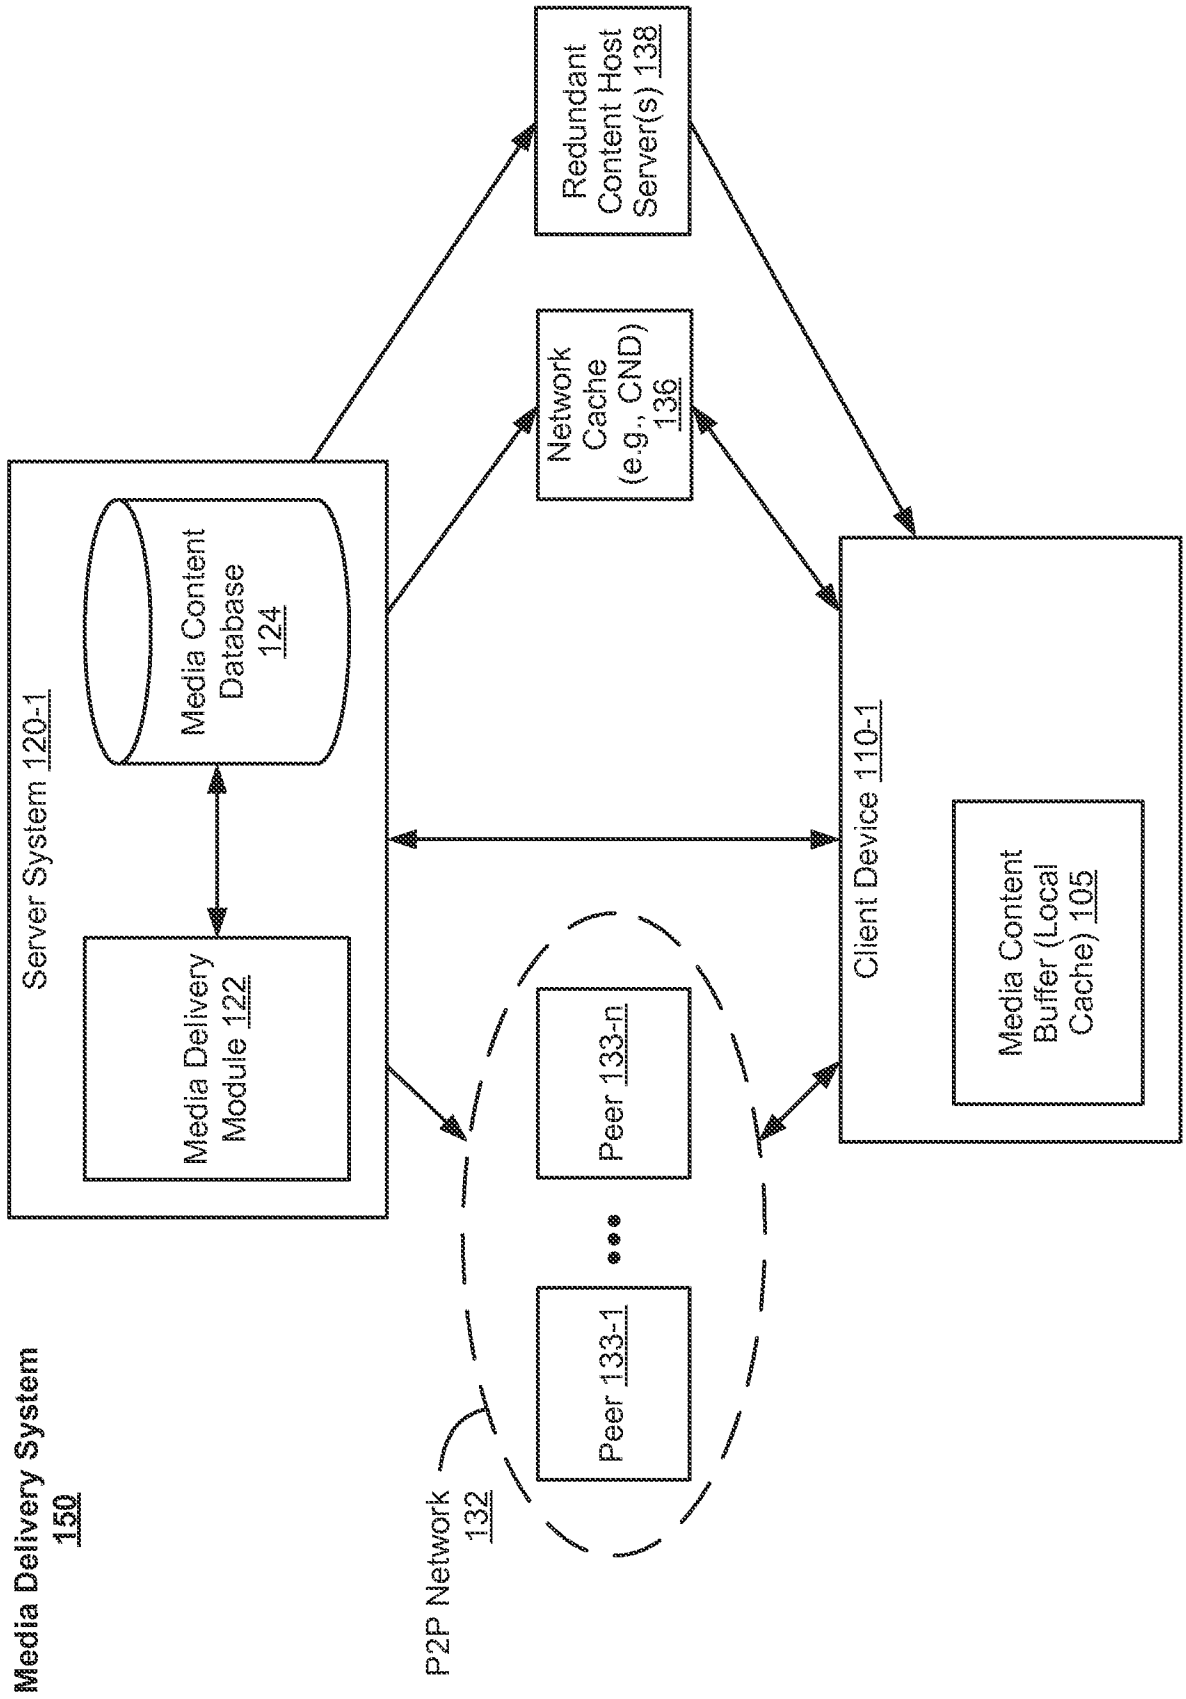 Media Delivery System
150
Server System 120-1
Media Delivery
Module 122
Media Content
Database
124
P2P Network
132
Peer 133-1
Peer 133-n
Network
Cache
(e.g., CND)
136
Redundant
Content Host
Server(s) 138
Client Device 110-1
Media Content
Buffer (Local
Cache) 105